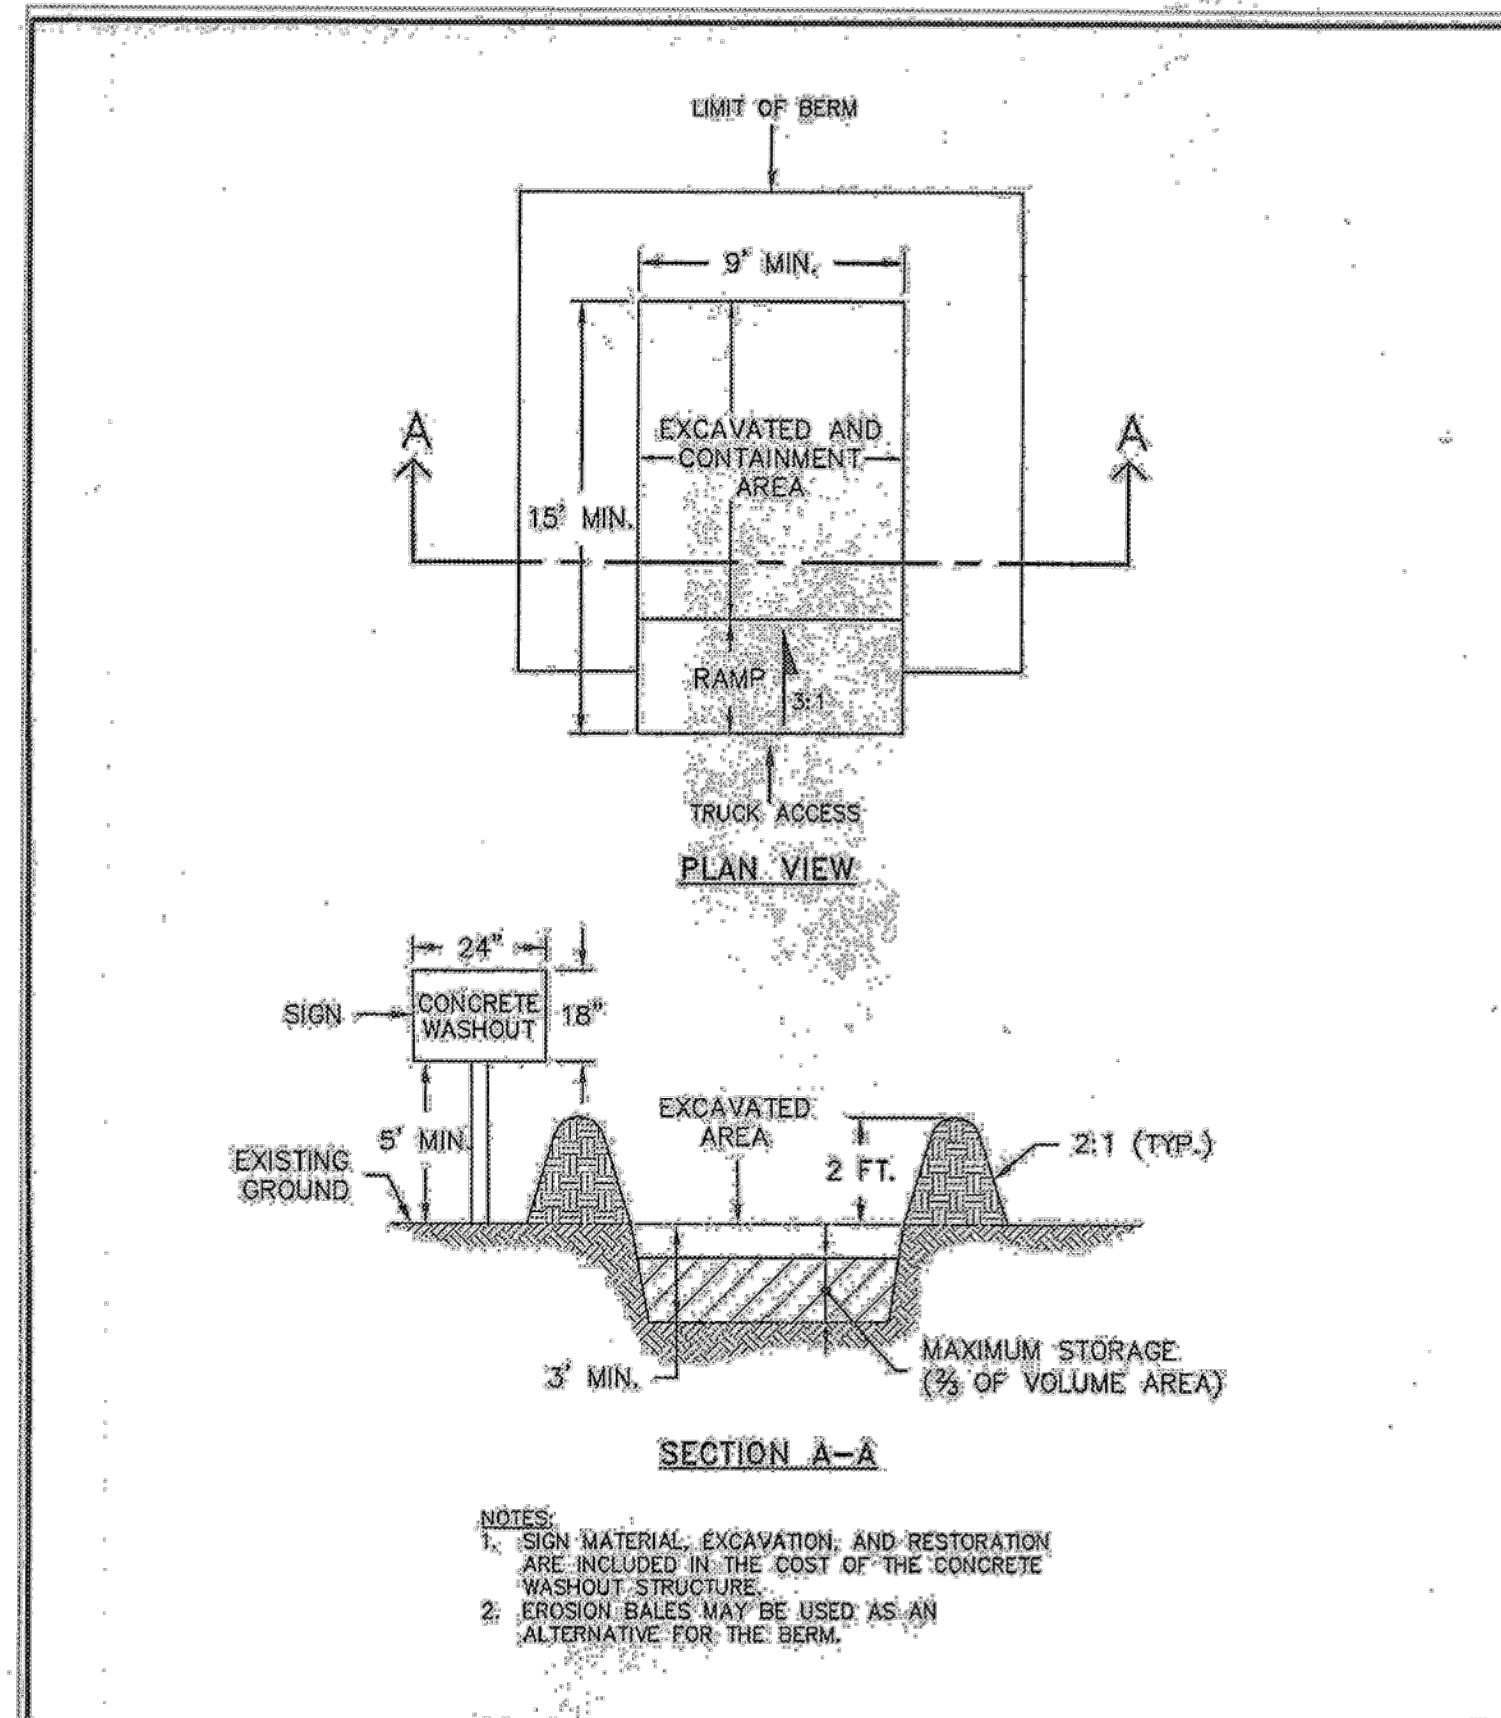 LIMIT OF BERM
9' MIN.
A
EXCAVATED AND
CONTAINMENT
AREA
A
15' MIN.
RAMP
3:1
TRUCK ACCESS
PLAN VIEW
24"
SIGN
CONCRETE
WASHOUT
18"
5' MIN.
EXISTING
GROUND
EXCAVATED
AREA
2 FT.
2:1 (TYP.)
3' MIN.
MAXIMUM STORAGE
(⅔ OF VOLUME AREA)
SECTION A-A
NOTES:
1. SIGN MATERIAL, EXCAVATION, AND RESTORATION
ARE INCLUDED IN THE COST OF THE CONCRETE
WASHOUT STRUCTURE.
2. EROSION BALES MAY BE USED AS AN
ALTERNATIVE FOR THE BERM.